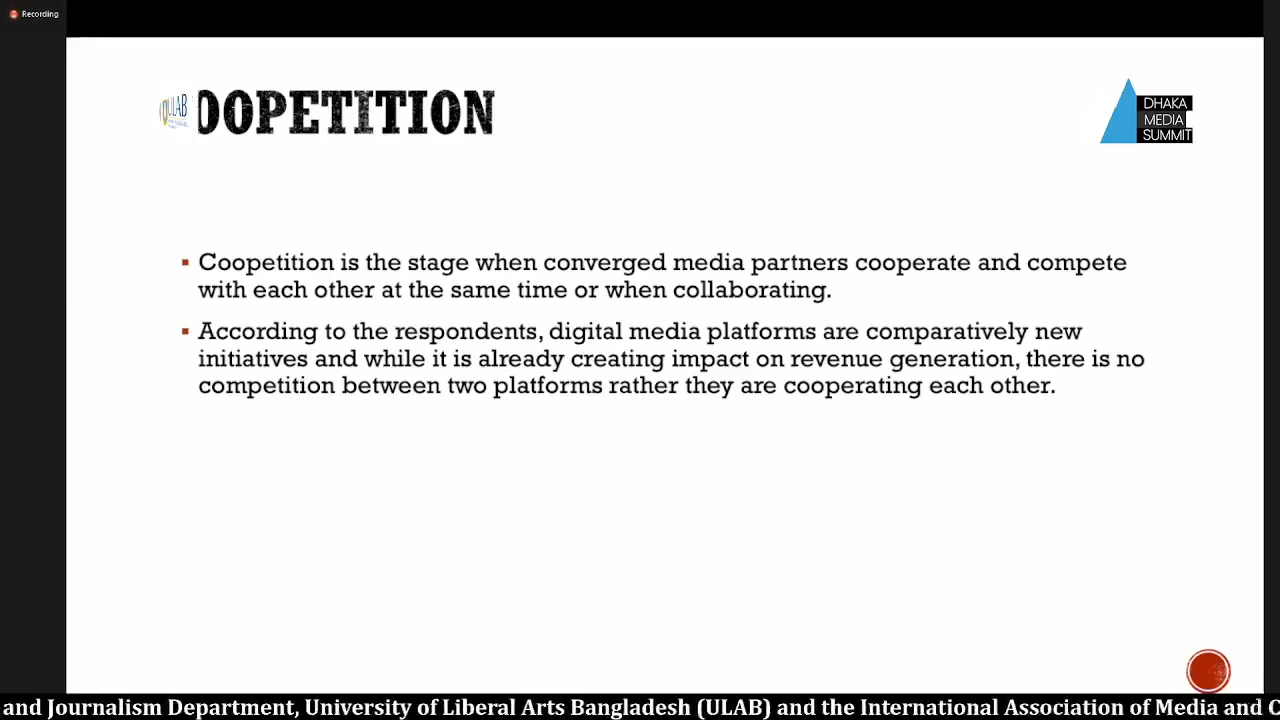 Recording
ULAB
OOPETITION
DHAKA
MEDIA
SUMMIT
▪ Coopetition is the stage when converged media partners cooperate and compete
with each other at the same time or when collaborating.
▪ According to the respondents, digital media platforms are comparatively new
initiatives and while it is already creating impact on revenue generation, there is no
competition between two platforms rather they are cooperating each other.
and Journalism Department, University of Liberal Arts Bangladesh (ULAB) and the International Association of Media and C